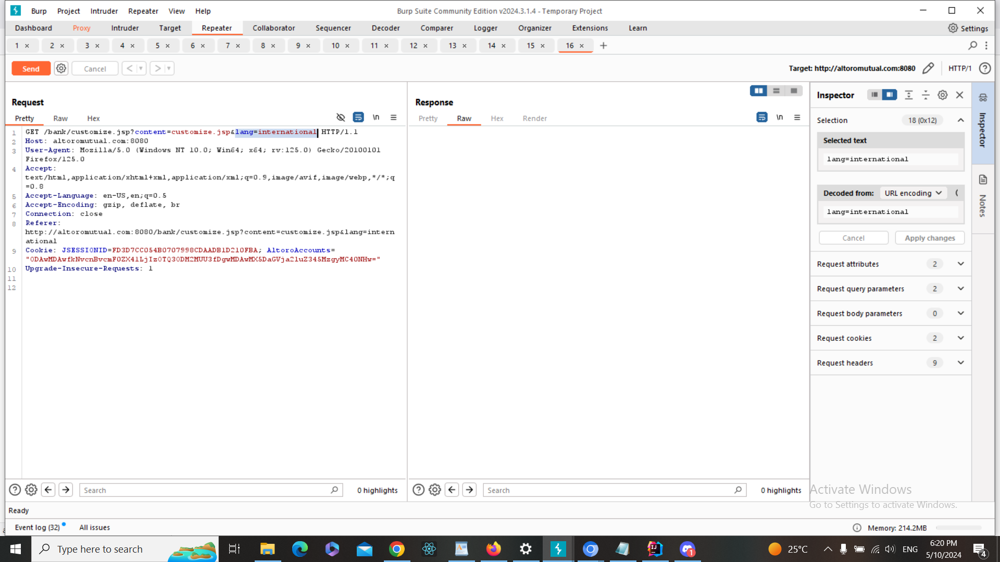 Burp Project Intruder Repeater View Help
Burp Suite Community Edition v2024.3.1.4 - Temporary Project
Dashboard Proxy Intruder Target Repeater Collaborator Sequencer Decoder Comparer Logger Organizer Extensions Learn
Settings
1 × 2 × 3 × 4 × 5 × 6 × 7 × 8 × 9 × 10 × 11 × 12 × 13 × 14 × 15 × 16 × +
Send Cancel < >
Target: http://altoromutual.com:8080 HTTP/1
Request
Pretty Raw Hex \n
1 GET /bank/customize.jsp?content=customize.jsp&lang=international HTTP/1.1
2 Host: altoromutual.com:8080
3 User-Agent: Mozilla/5.0 (Windows NT 10.0; Win64; x64; rv:125.0) Gecko/20100101
Firefox/125.0
4 Accept:
text/html,application/xhtml+xml,application/xml;q=0.9,image/avif,image/webp,*/*;q
=0.8
5 Accept-Language: en-US,en;q=0.5
6 Accept-Encoding: gzip, deflate, br
7 Connection: close
8 Referer:
http://altoromutual.com:8080/bank/customize.jsp?content=customize.jsp&lang=intern
ational
9 Cookie: JSESSIONID=FD3D7CC054B0707998CDAADB1D210FBA; AltoroAccounts=
10 Upgrade-Insecure-Requests: 1
11
12
Search
0 highlights
Response
Pretty Raw Hex Render \n
Search
0 highlights
Inspector
Selection 18 (0x12)
Selected text
lang=international
Decoded from: URL encoding
lang=international
Cancel Apply changes
Request attributes 2
Request query parameters 2
Request body parameters 0
Request cookies 2
Request headers 9
Inspector
Notes
Activate Windows
Go to Settings to activate Windows.
Ready
Event log (32) All issues
Memory: 214.2MB
Type here to search
1
25°C
ENG
6:20 PM
5/10/2024
4